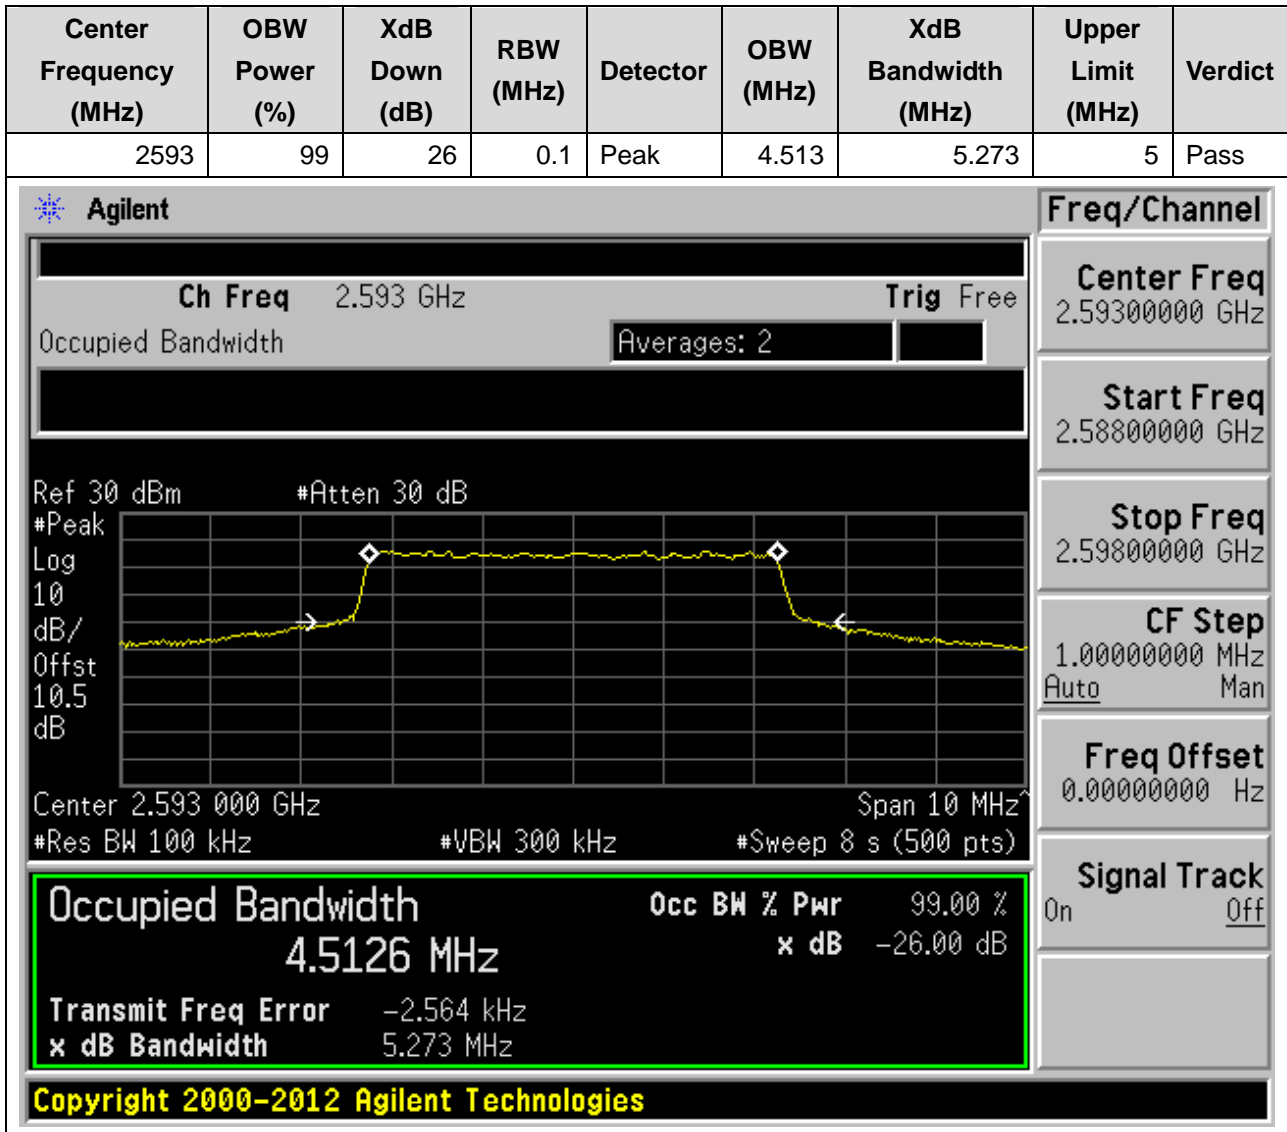 Center Frequency (MHz) OBW Power (%) XdB Down (dB) RBW (MHz) Detector OBW (MHz) XdB Bandwidth (MHz) Upper Limit (MHz) Verdict
2593 99 26 0.1 Peak 4.513 5.273 5 Pass
Agilent
Freq/Channel
Ch Freq 2.593 GHz Trig Free
Occupied Bandwidth Averages: 2
Center Freq
2.59300000 GHz
Start Freq
2.58800000 GHz
Stop Freq
2.59800000 GHz
CF Step
1.00000000 MHz
Auto Man
Freq Offset
0.00000000 Hz
Signal Track
On Off
Ref 30 dBm #Atten 30 dB
#Peak
Log
10
dB/
Offst
10.5
dB
Center 2.593 000 GHz Span 10 MHz^
#Res BW 100 kHz #VBW 300 kHz #Sweep 8 s (500 pts)
Occupied Bandwidth Occ BW % Pwr 99.00 %
4.5126 MHz x dB -26.00 dB
Transmit Freq Error -2.564 kHz
x dB Bandwidth 5.273 MHz
Copyright 2000-2012 Agilent Technologies